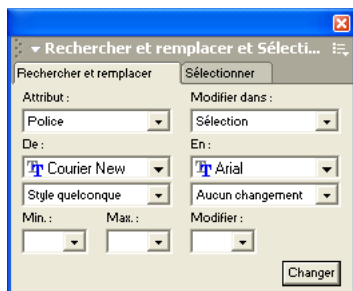 Rechercher et remplacer et Sélecti...
Rechercher et remplacer Sélectionner
Attribut : Modifier dans :
Police Sélection
De : En :
Courier New Arial
Style quelconque Aucun changement
Min. : Max. : Modifier :
Changer